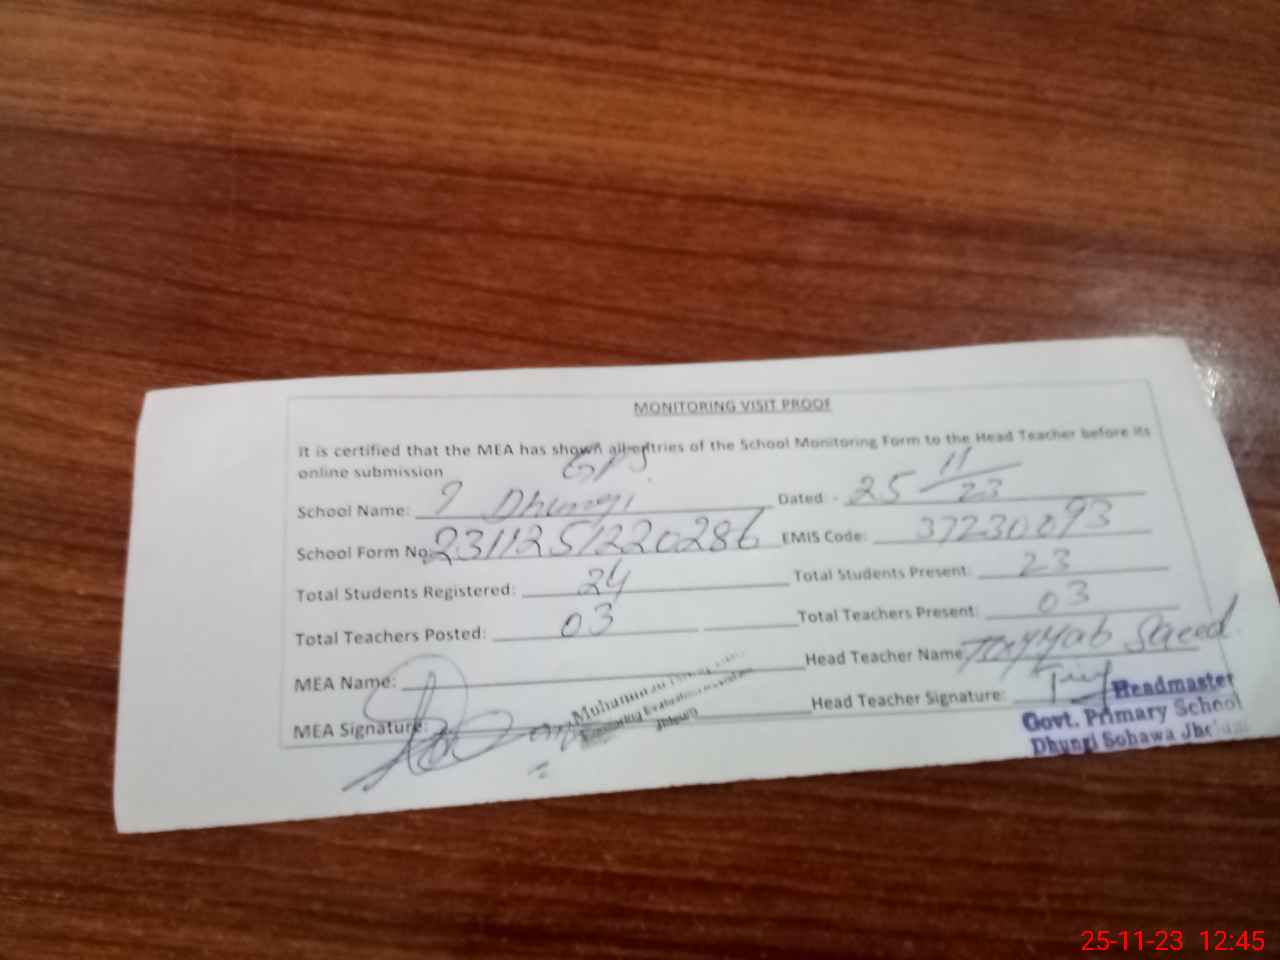 MONITORING VISIT PROOF
It is certified that the MEA has shown all entries of the School Monitoring Form to the Head Teacher before its
online submission
GPS
School Name: Dhungi Dated - 25 11/23
School Form No. 2311251220286 EMIS Code: 37230093
Total Students Registered: 24 Total Students Present: 23
Total Teachers Posted: 03 Total Teachers Present: 03
MEA Name: Head Teacher Name Tayyab Saeed
MEA Signature: Head Teacher Signature:
Headmaster
Govt. Primary School
Dhungi Sohawa
25-11-23 12:45